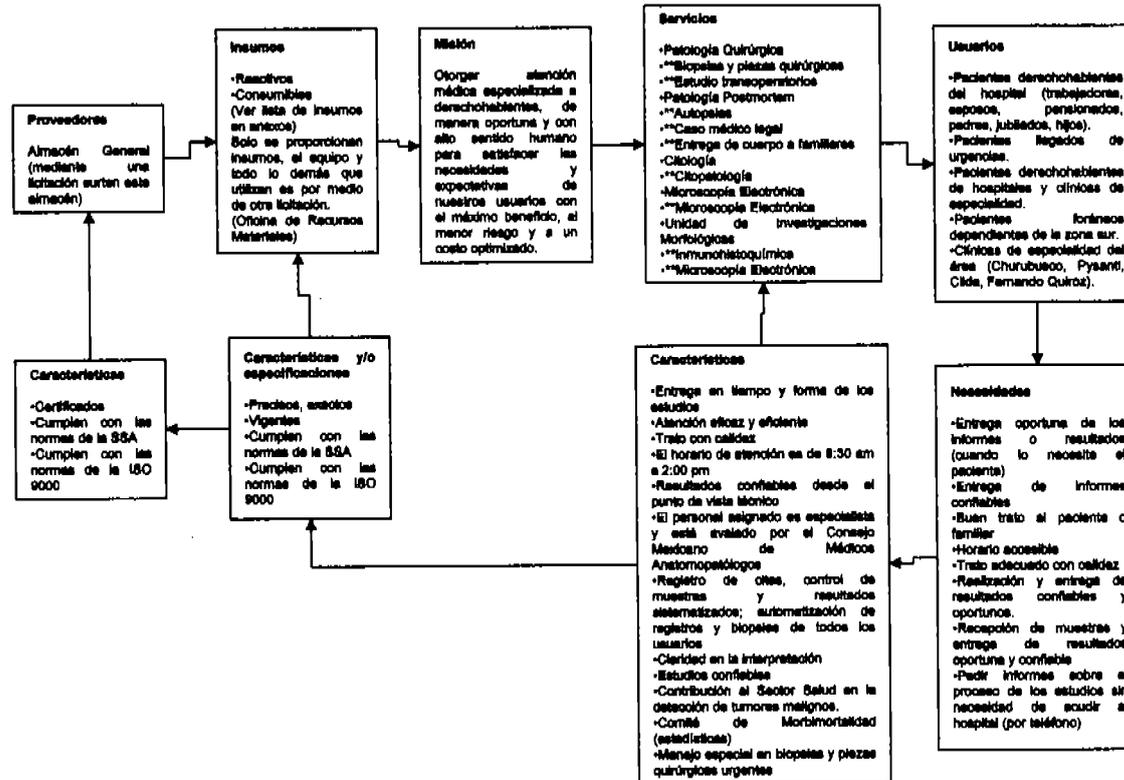 Proveedores
Almacén General
(mediante una
licitación surten este
almacén)
Insumos
•Reactivos
•Consumibles
(Ver lista de insumos
en anexos)
Solo se proporcionan
insumos, el equipo y
todo lo demás que
utilizan es por medio
de otra licitación.
(Oficina de Recursos
Materiales)
Misión
Otorgar atención
médica especializada a
derechohabientes, de
manera oportuna y con
alto sentido humano
para satisfacer las
necesidades y
expectativas de
nuestros usuarios con
el máximo beneficio, al
menor riesgo y a un
costo optimizado.
Servicios
•Patología Quirúrgica
•**Biopsias y piezas quirúrgicas
•**Estudio transoperatorios
•Patología Postmortem
•**Autopsias
•**Caso médico legal
•**Entrega de cuerpo a familiares
•Citología
•**Citopatología
•Microscopía Electrónica
•**Microscopía Electrónica
•Unidad de Investigaciones
Morfológicas
•**Inmunohistoquímica
•**Microscopía Electrónica
Usuarios
•Pacientes derechohabientes
del hospital (trabajadores,
esposos, pensionados,
padres, jubilados, hijos).
•Pacientes llegados de
urgencias.
•Pacientes derechohabientes
de hospitales y clínicas de
especialidad.
•Pacientes foráneos
dependientes de la zona sur.
•Clínicas de especialidad del
área (Churubusco, Pysanti,
Clida, Fernando Quiroz).
Características
•Certificados
•Cumplen con las
normas de la SSA
•Cumplen con las
normas de la ISO
9000
Características y/o
especificaciones
•Precisos, exactos
•Vigentes
•Cumplen con las
normas de la SSA
•Cumplen con las
normas de la ISO
9000
Características
•Entrega en tiempo y forma de los
estudios
•Atención eficaz y eficiente
•Trato con calidez
•El horario de atención es de 8:30 am
a 2:00 pm
•Resultados confiables desde el
punto de vista técnico
•El personal asignado es especialista
y está avalado por el Consejo
Mexicano de Médicos
Anatomopatólogos
•Registro de citas, control de
muestras y resultados
sistematizados; automatización de
registros y biopsias de todos los
usuarios
•Claridad en la interpretación
•Estudios confiables
•Contribución al Sector Salud en la
detección de tumores malignos.
•Comité de Morbimortalidad
(estadísticas)
•Manejo especial en biopsias y piezas
quirúrgicas urgentes
Necesidades
•Entrega oportuna de los
informes o resultados
(cuando lo necesite el
paciente)
•Entrega de informes
confiables
•Buen trato al paciente o
familiar
•Horario accesible
•Trato adecuado con calidez
•Realización y entrega de
resultados confiables y
oportunos.
•Recepción de muestras y
entrega de resultados
oportuna y confiable
•Pedir informes sobre el
proceso de los estudios sin
necesidad de acudir al
hospital (por teléfono)